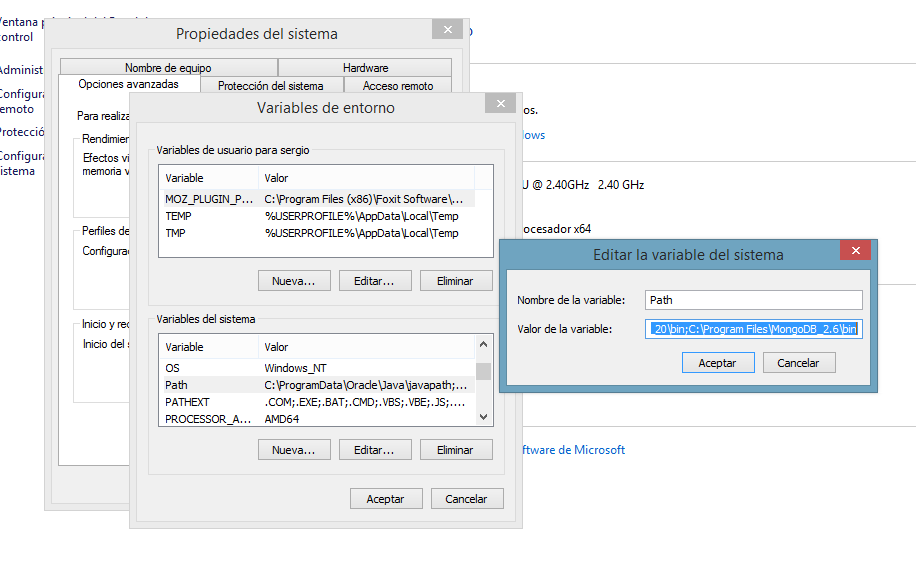 control
Propiedades del sistema
Nombre de equipo
Hardware
Opciones avanzadas
Protección del sistema
Acceso remoto
Para realiza
Rendimien
Efectos vi
memoria v
Perfiles de
Configurac
Inicio y rec
Inicio del s
Variables de entorno
Variables de usuario para sergio
Variable Valor
MOZ_PLUGIN_P... C:\Program Files (x86)\Foxit Software\...
TEMP %USERPROFILE%\AppData\Local\Temp
TMP %USERPROFILE%\AppData\Local\Temp
Nueva... Editar... Eliminar
Variables del sistema
Variable Valor
OS Windows_NT
Path C:\ProgramData\Oracle\Java\javapath;...
PATHEXT .COM;.EXE;.BAT;.CMD;.VBS;.VBE;.JS;....
PROCESSOR_A... AMD64
Nueva... Editar... Eliminar
Aceptar Cancelar
os.
ows
U @ 2.40GHz 2.40 GHz
ocesador x64
Editar la variable del sistema
Nombre de la variable: Path
Valor de la variable: 20\bin;C:\Program Files\MongoDB_2.6\bin
Aceptar Cancelar
ftware de Microsoft
Administ
Configura
emoto
Protecció
Configura
istema